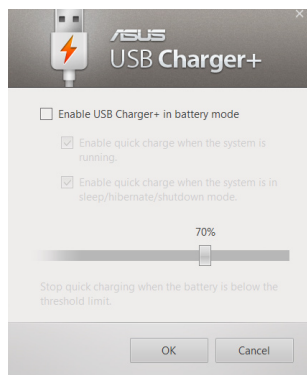 ASUS
USB Charger+
Enable USB Charger+ in battery mode
Enable quick charge when the system is
running.
Enable quick charge when the system is in
sleep/hibernate/shutdown mode.
70%
Stop quick charging when the battery is below the
threshold limit.
OK Cancel